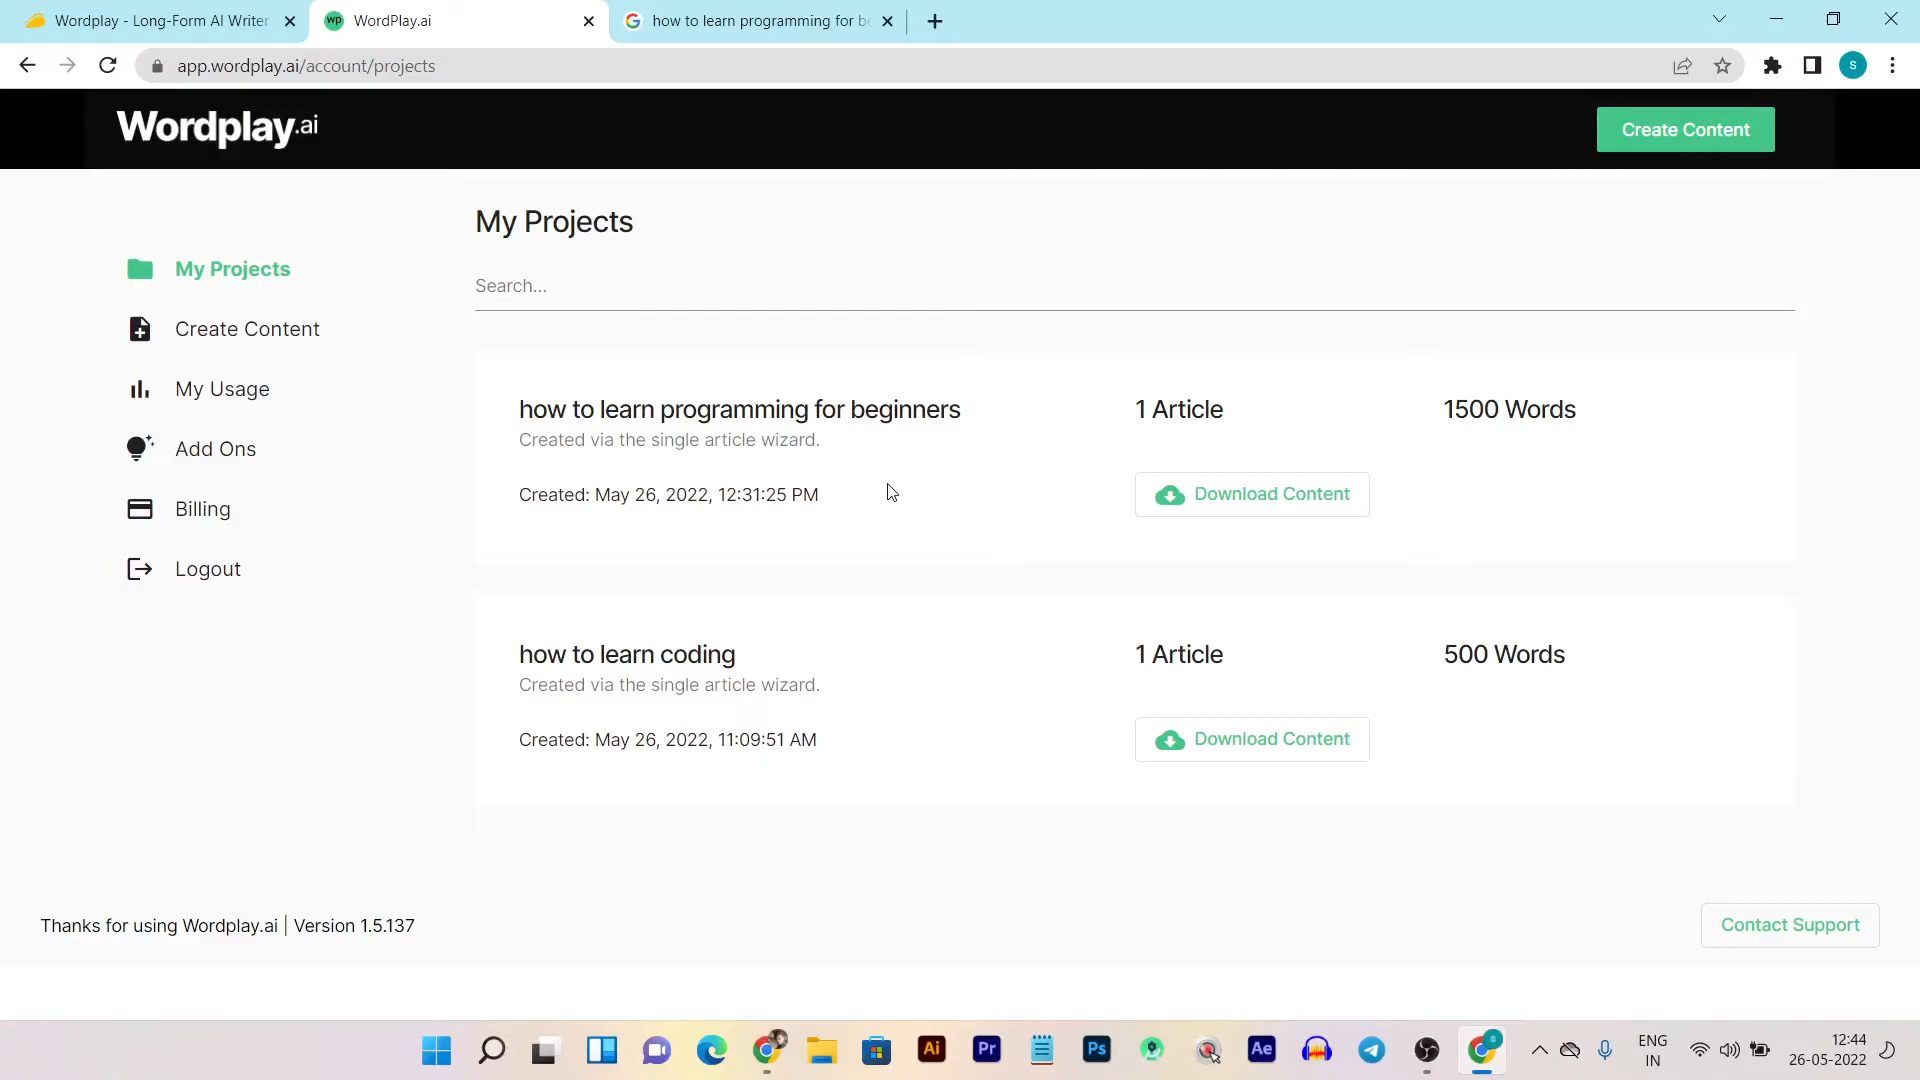 Wordplay - Long-Form AI Writer
WordPlay.ai
how to learn programming for be
app.wordplay.ai/account/projects
S
Wordplay.ai
Create Content
My Projects
My Projects
Search...
Create Content
My Usage
Add Ons
Billing
Logout
how to learn programming for beginners
1 Article
1500 Words
Created via the single article wizard.
Created: May 26, 2022, 12:31:25 PM
Download Content
how to learn coding
1 Article
500 Words
Created via the single article wizard.
Created: May 26, 2022, 11:09:51 AM
Download Content
Thanks for using Wordplay.ai | Version 1.5.137
Contact Support
Ai
Pr
Ps
Ae
ENG
IN
12:44
26-05-2022